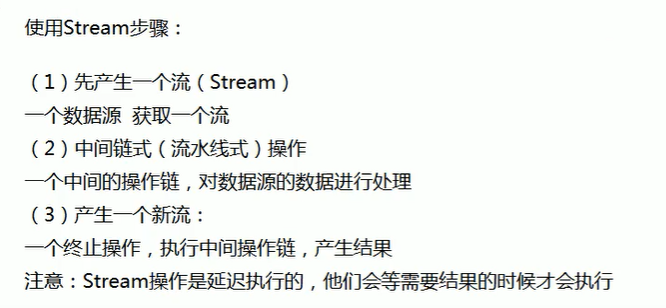 使用Stream步骤：
（1）先产生一个流（Stream）
一个数据源 获取一个流
（2）中间链式（流水线式）操作
一个中间的操作链，对数据源的数据进行处理
（3）产生一个新流：
一个终止操作，执行中间操作链，产生结果
注意：Stream操作是延迟执行的，他们会等需要结果的时候才会执行